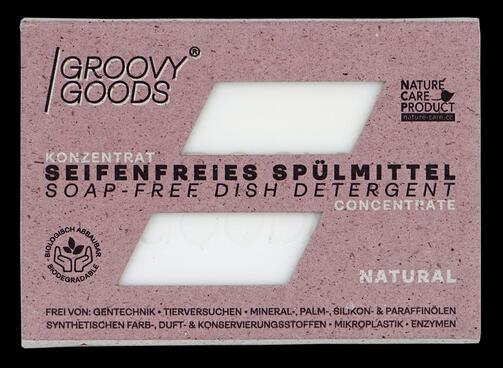 GROOVY®
GOODS
NATURE
CARE
PRODUCT
nature-care.cc
KONZENTRAT
SEIFENFREIES SPÜLMITTEL
SOAP-FREE DISH DETERGENT
CONCENTRATE
BIOLOGISCH ABBAUBAR •
BIODEGRADABLE •
NATURAL
FREI VON: GENTECHNIK • TIERVERSUCHEN • MINERAL-, PALM-, SILIKON- & PARAFFINÖLEN
SYNTHETISCHEN FARB-, DUFT- & KONSERVIERUNGSSTOFFEN • MIKROPLASTIK • ENZYMEN